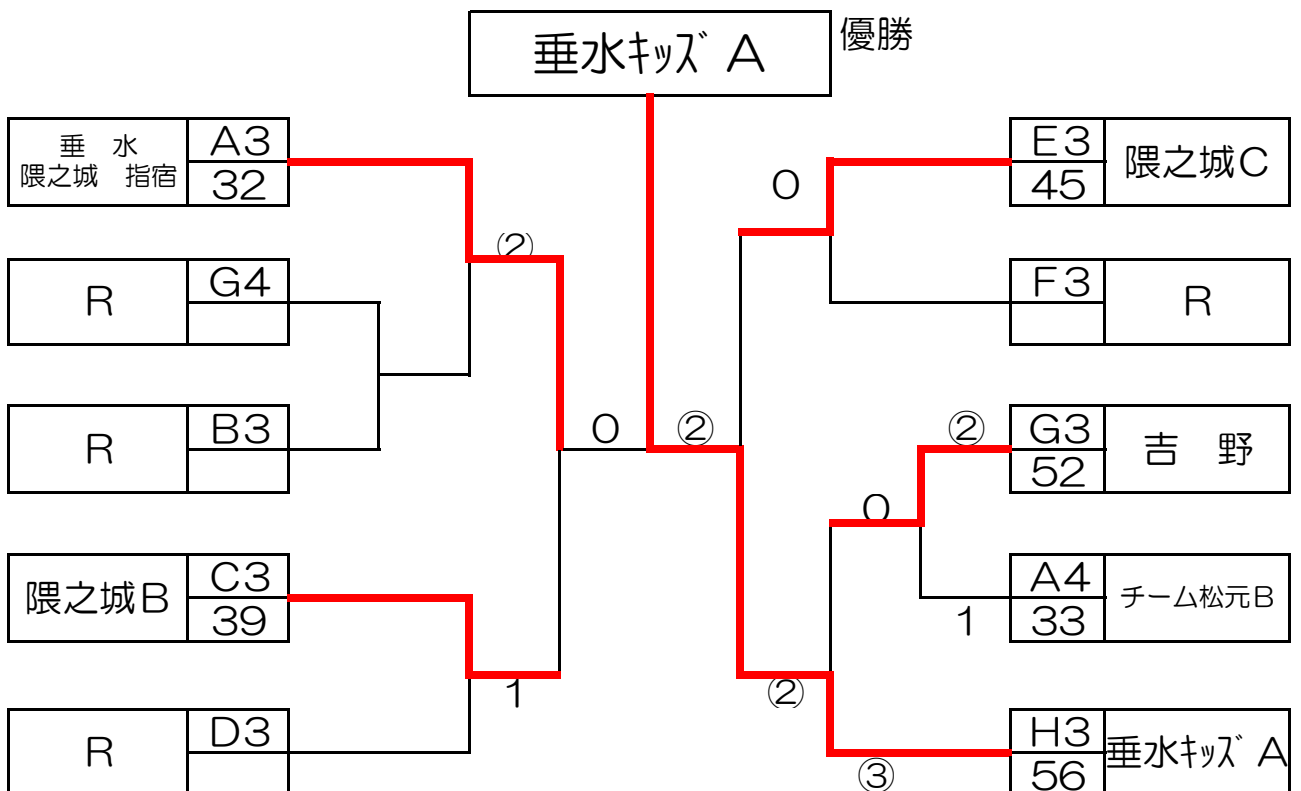 垂水キッズ A
優勝
垂 水
隈之城 指宿
A3
32
②
R
G4
R
B3
隈之城B
C3
39
1
R
D3
0
②
0
E3
45
隈之城C
F3
R
②
G3
52
吉 野
0
A4
33
チーム松元B
1
②
③
H3
56
垂水キッズ A